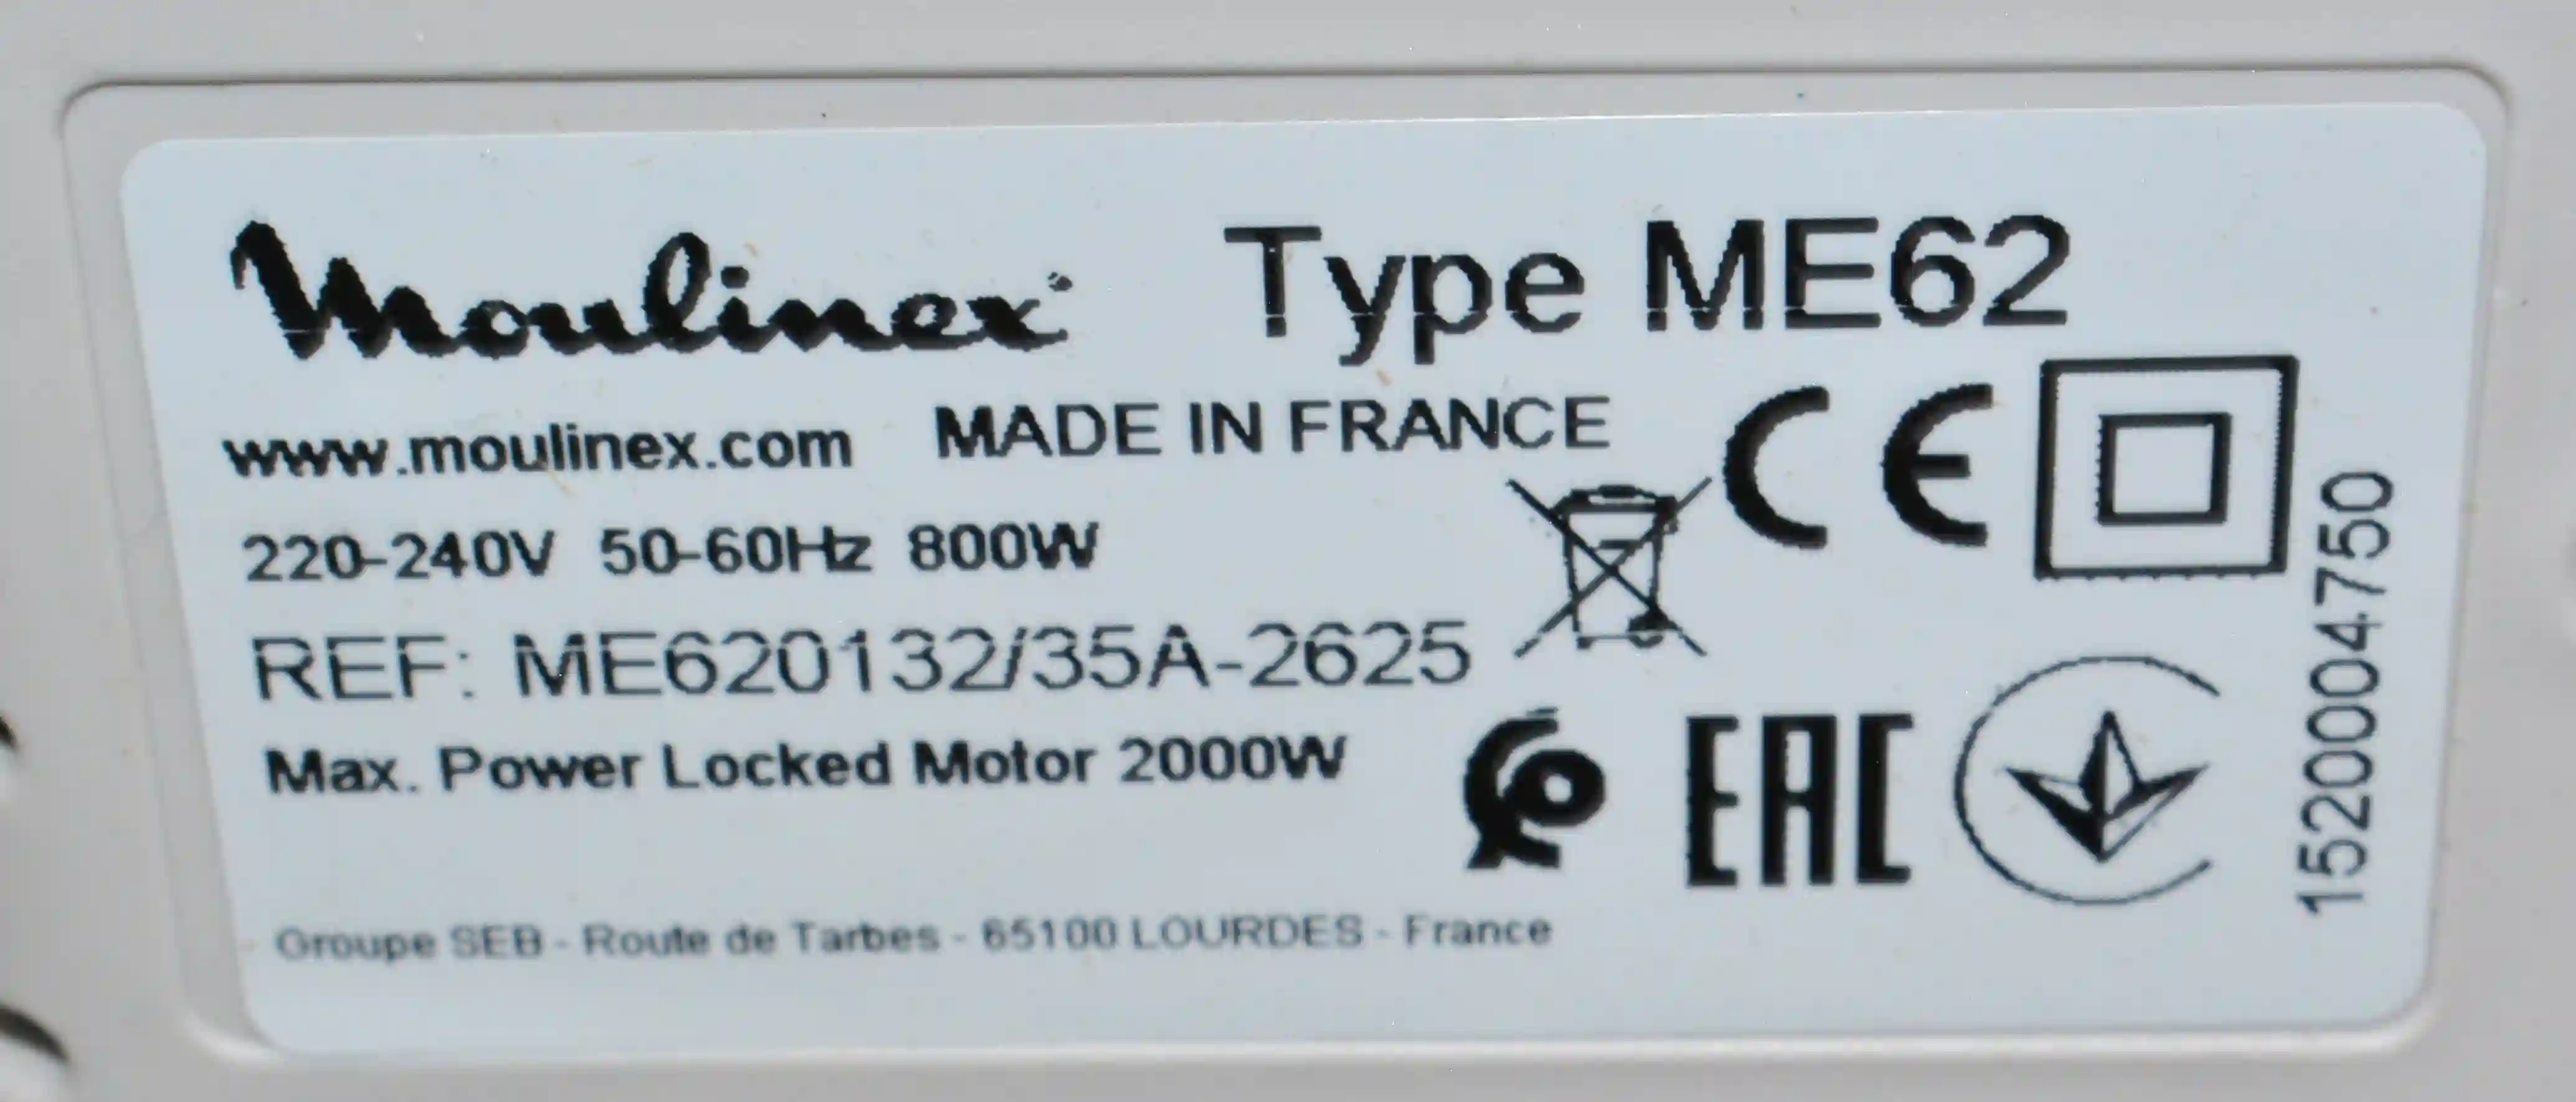 Moulinex Type ME62
www.moulinex.com MADE IN FRANCE
CE
220-240V 50-60Hz 800W
REF: ME620132/35A-2625
Max. Power Locked Motor 2000W
EAC
Groupe SEB - Route de Tarbes - 65100 LOURDES - France
1520004750